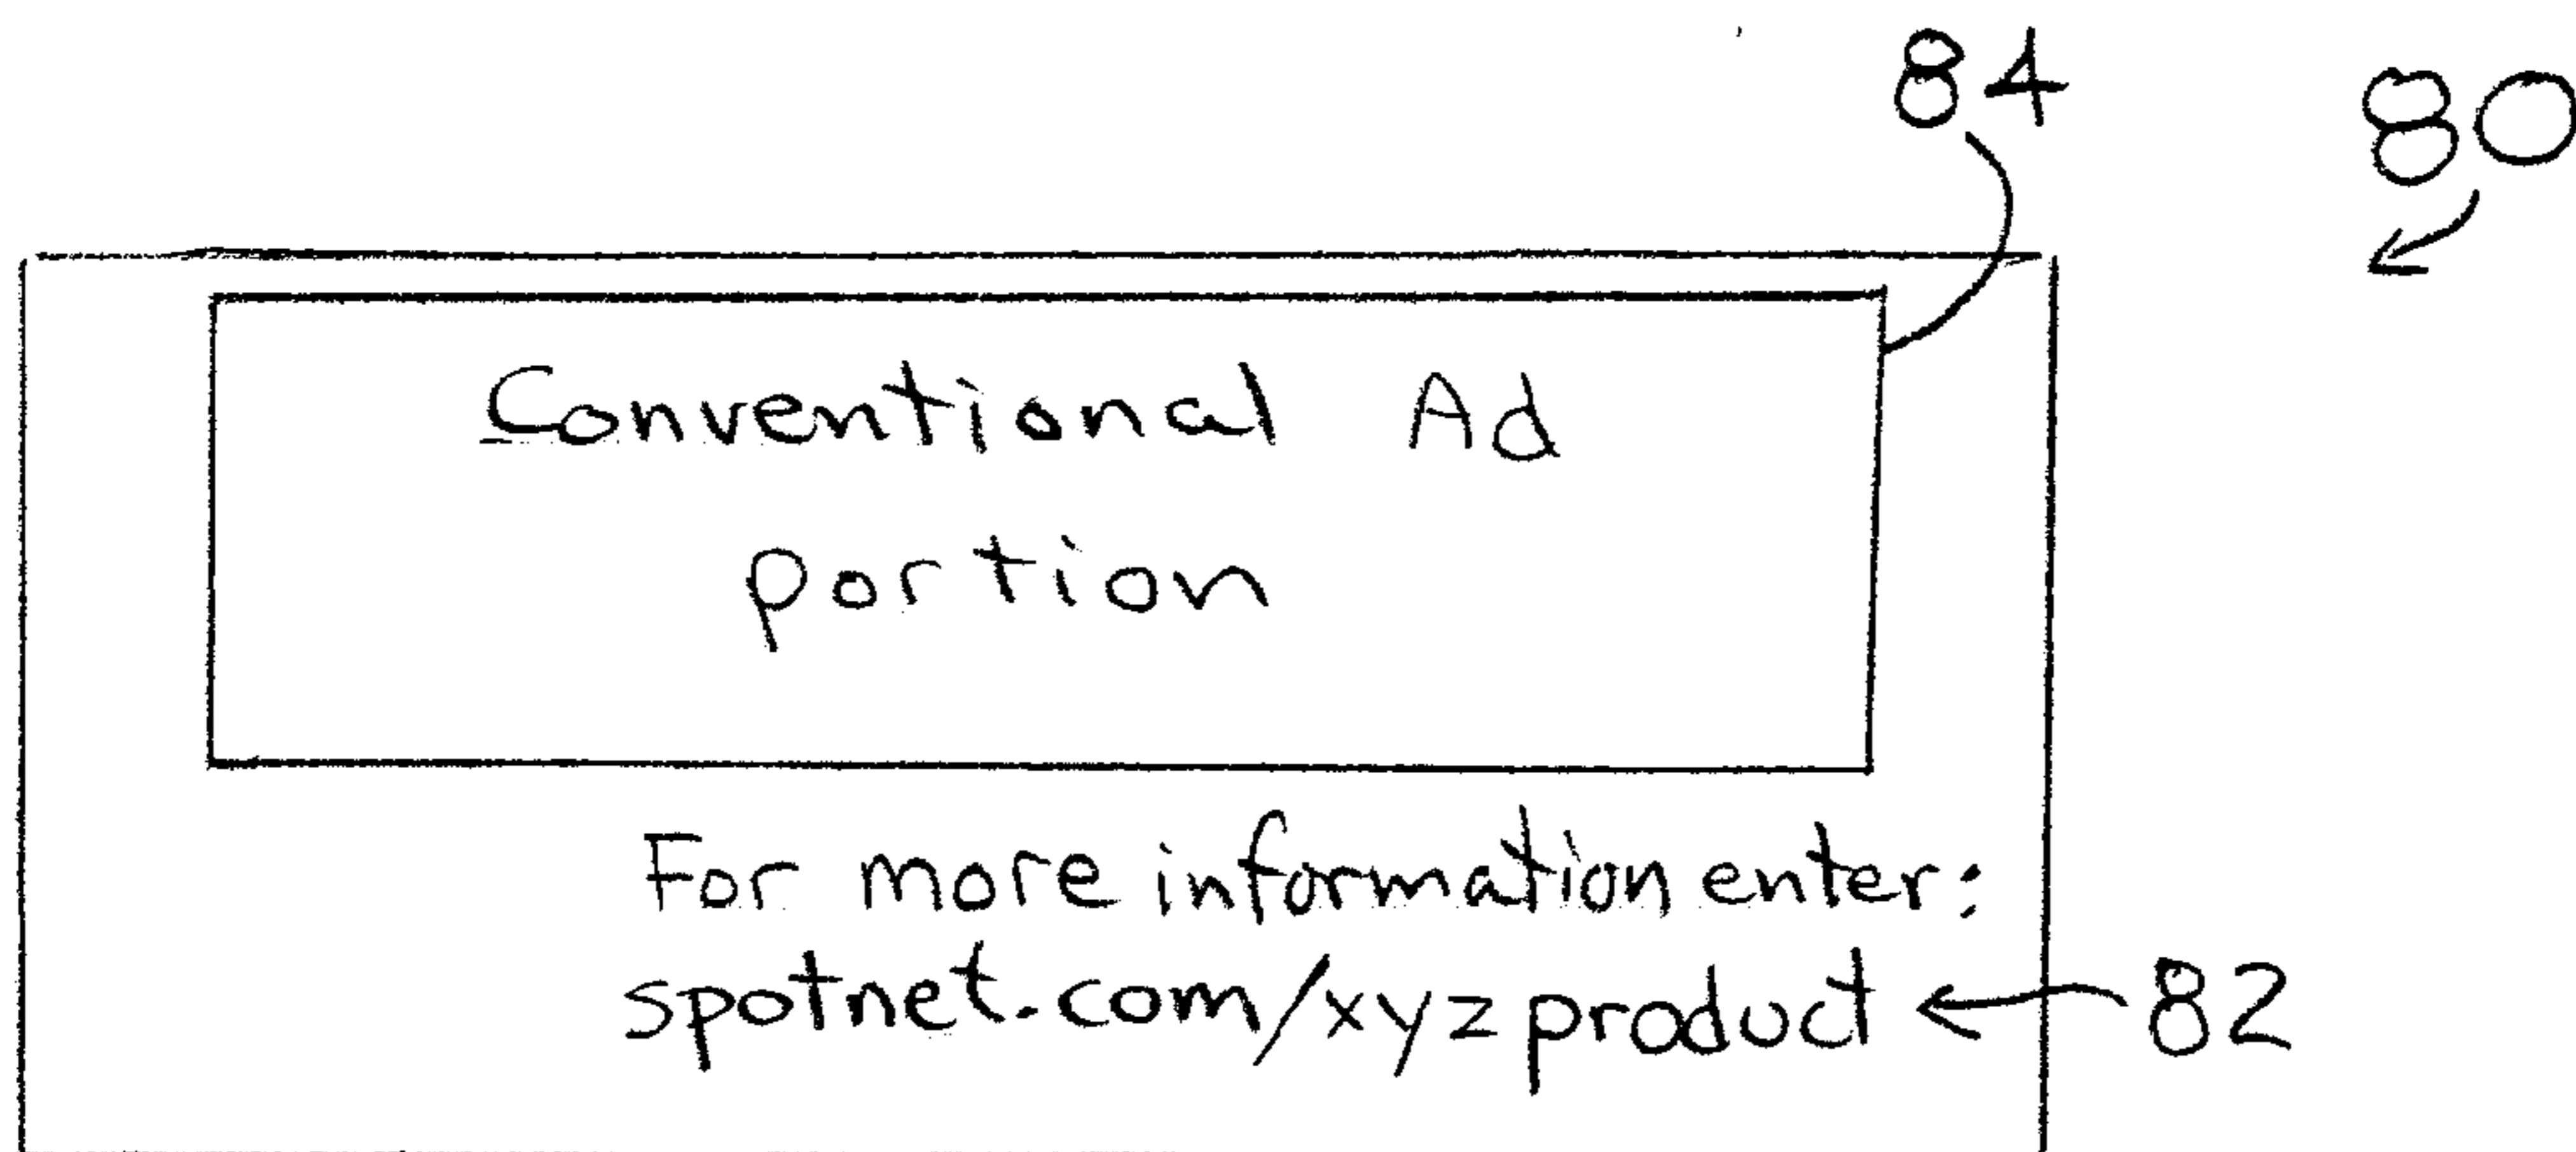 84
80
Conventional Ad
portion
For more information enter:
spotnet.com/xyzproduct
82